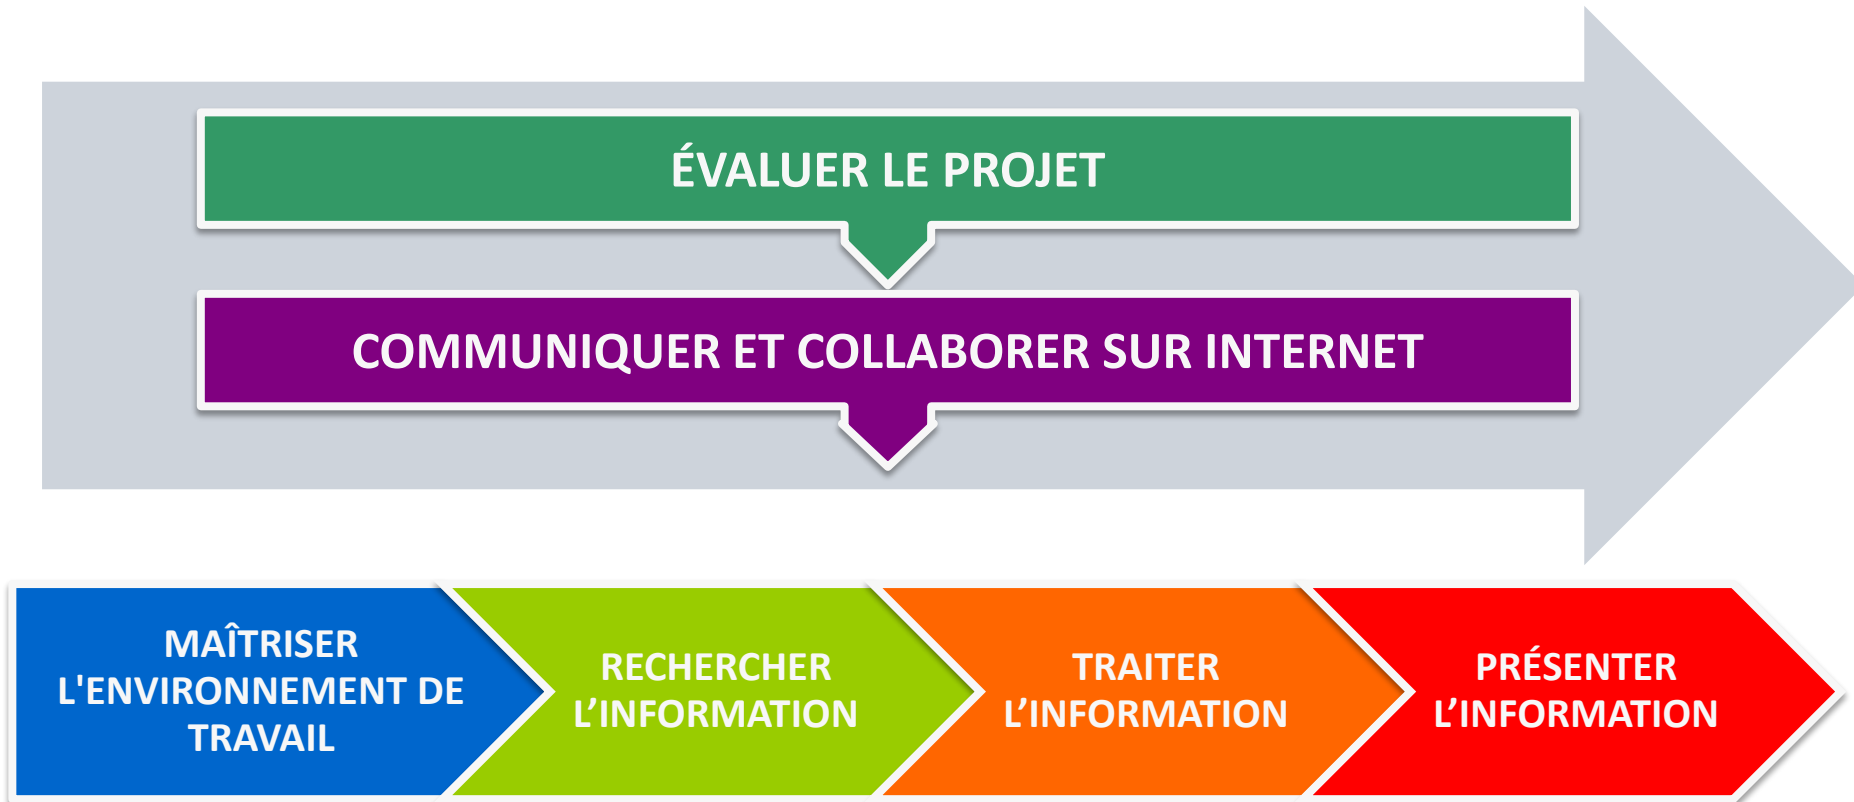 ÉVALUER LE PROJET
COMMUNIQUER ET COLLABORER SUR INTERNET
MAÎTRISER
L'ENVIRONNEMENT DE
TRAVAIL
RECHERCHER
L’INFORMATION
TRAITER
L’INFORMATION
PRÉSENTER
L’INFORMATION